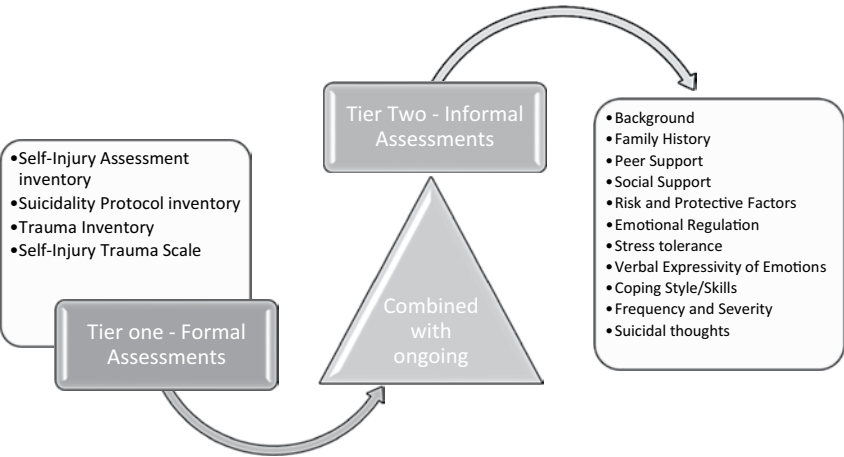 •Self-Injury Assessment
inventory
•Suicidality Protocol inventory
•Trauma Inventory
•Self-Injury Trauma Scale
Tier one - Formal
Assessments
Combined
with
ongoing
Tier Two - Informal
Assessments
•Background
•Family History
•Peer Support
•Social Support
•Risk and Protective Factors
•Emotional Regulation
•Stress tolerance
•Verbal Expressivity of Emotions
•Coping Style/Skills
•Frequency and Severity
•Suicidal thoughts